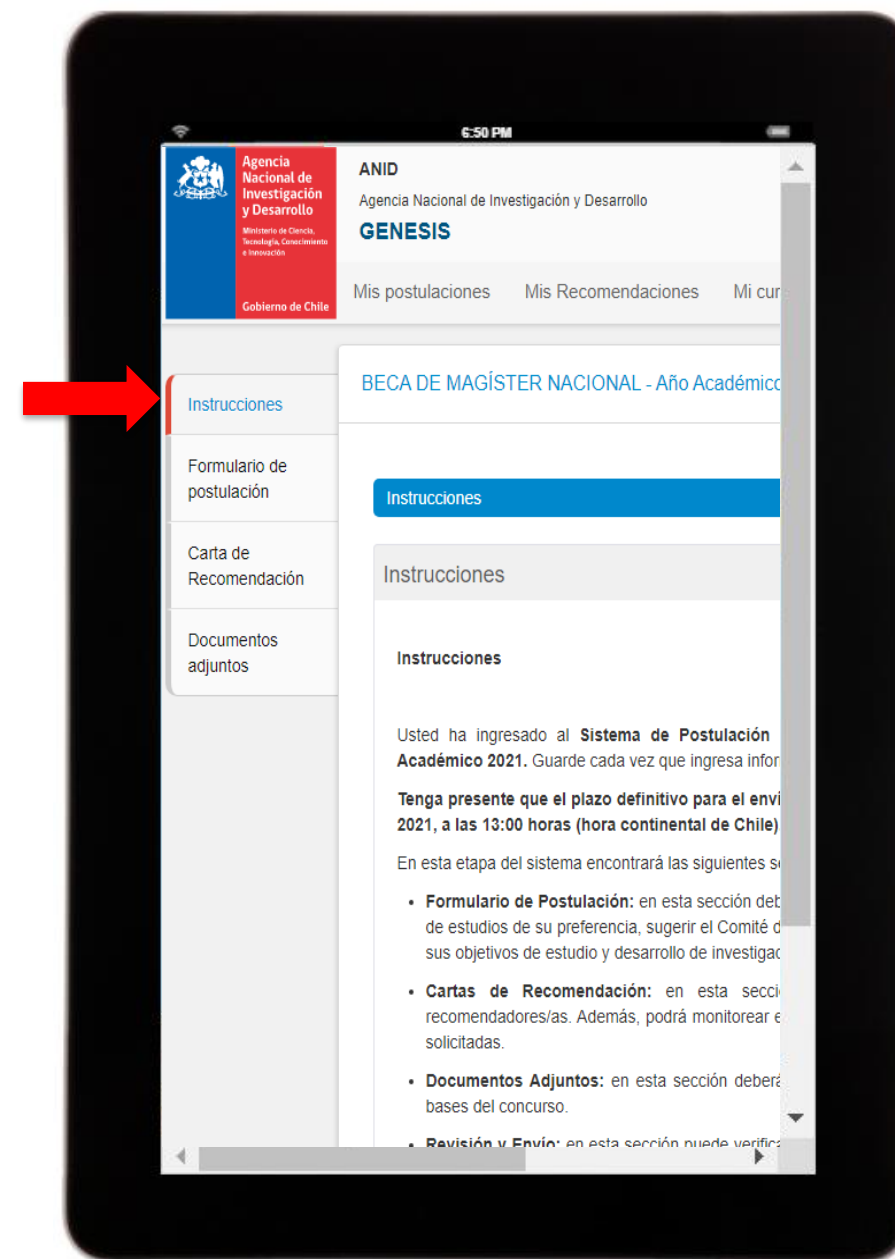 6:50 PM
Agencia
Nacional de
Investigación
y Desarrollo
Ministerio de Ciencia,
Tecnología, Conocimiento
e Innovación
Gobierno de Chile
ANID
Agencia Nacional de Investigación y Desarrollo
GENESIS
Mis postulaciones Mis Recomendaciones Mi cur
Instrucciones
Formulario de
postulación
Carta de
Recomendación
Documentos
adjuntos
BECA DE MAGÍSTER NACIONAL - Año Académico
Instrucciones
Instrucciones
Instrucciones
Usted ha ingresado al Sistema de Postulación
Académico 2021. Guarde cada vez que ingresa infor
Tenga presente que el plazo definitivo para el enví
2021, a las 13:00 horas (hora continental de Chile)
En esta etapa del sistema encontrará las siguientes s
• Formulario de Postulación: en esta sección deb
de estudios de su preferencia, sugerir el Comité d
sus objetivos de estudio y desarrollo de investigac
• Cartas de Recomendación: en esta secci
recomendadores/as. Además, podrá monitorear e
solicitadas.
• Documentos Adjuntos: en esta sección deberá
bases del concurso.
• Revisión y Envío: en esta sección puede verifica